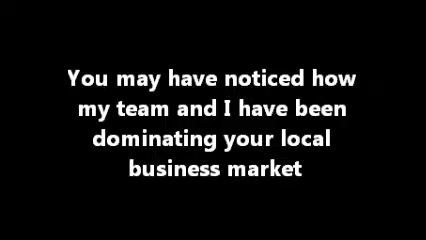 You may have noticed how
my team and I have been
dominating your local
business market